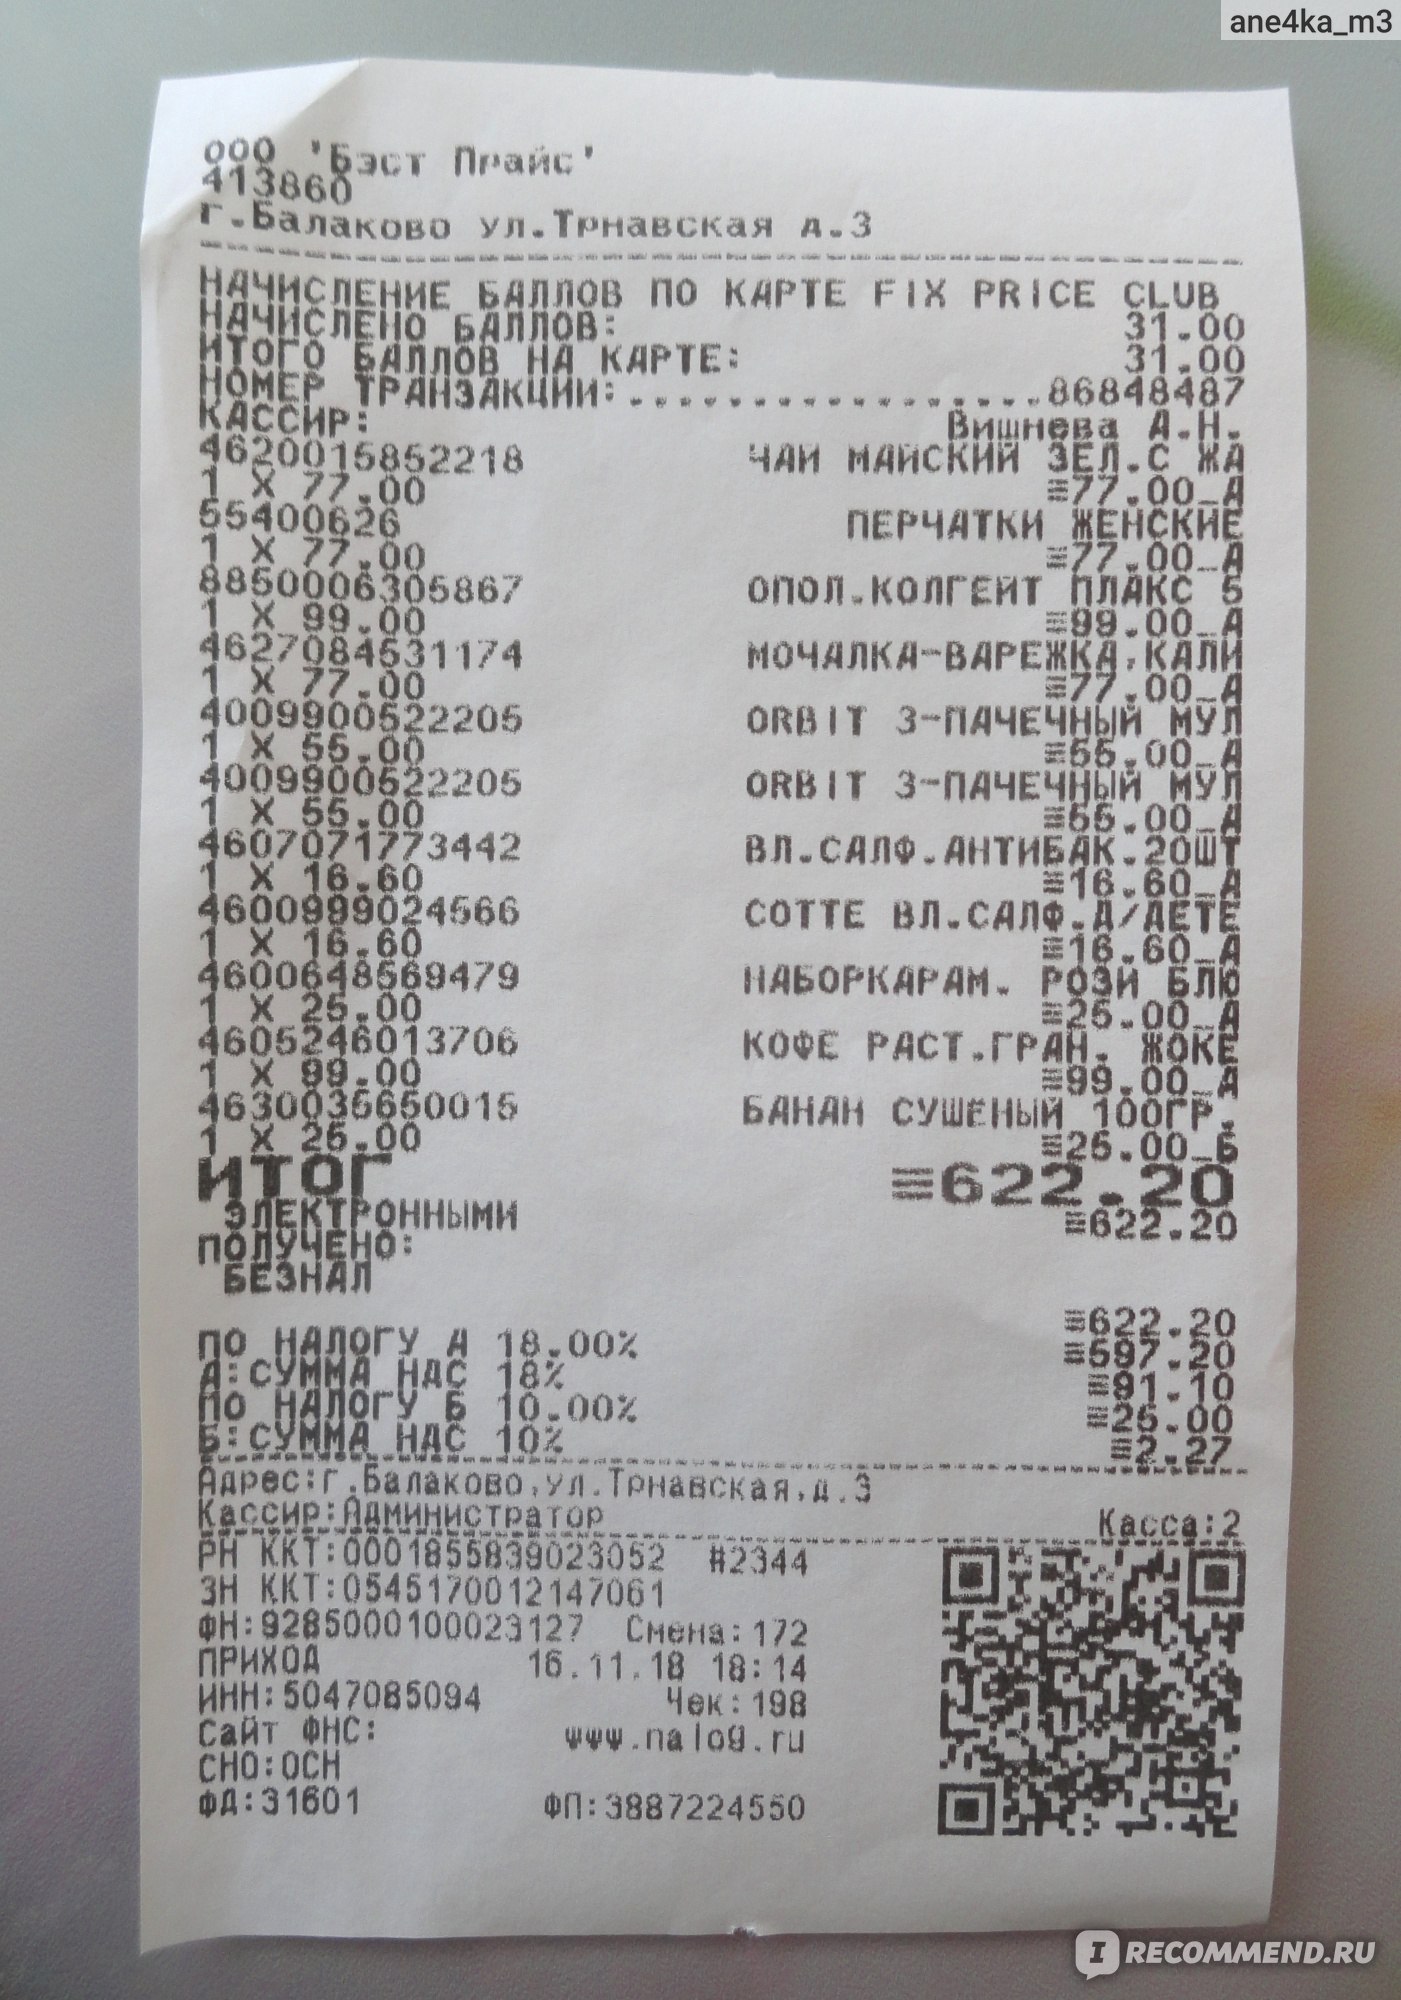 ane4ka_m3
ООО 'Бэст Прайс'
413860
г.Балаково ул.Трнавская д.3
НАЧИСЛЕНИЕ БАЛЛОВ ПО КАРТЕ FIX PRICE CLUB
НАЧИСЛЕНО БАЛЛОВ: 31.00
ИТОГО БАЛЛОВ НА КАРТЕ: 31.00
НОМЕР ТРАНЗАКЦИИ:.................86848487
КАССИР: Вишнева А.Н.
4620015852218 ЧАЙ МАЙСКИЙ ЗЕЛ.С ЖА
1 X 77.00 ≡77.00_А
55400626 ПЕРЧАТКИ ЖЕНСКИЕ
1 X 77.00 ≡77.00_А
8850006305867 ОПОЛ.КОЛГЕЙТ ПЛАКС 5
1 X 99.00 ≡99.00_А
4627084531174 МОЧАЛКА-ВАРЕЖКА,КАЛИ
1 X 77.00 ≡77.00_А
4009900522205 ORBIT 3-ПАЧЕЧНЫЙ МУЛ
1 X 55.00 ≡55.00_А
4009900522205 ORBIT 3-ПАЧЕЧНЫЙ МУЛ
1 X 55.00 ≡55.00_А
4607071773442 ВЛ.САЛФ.АНТИБАК.20ШТ
1 X 16.60 ≡16.60_А
4600999024566 СОТТЕ ВЛ.САЛФ.Д/ДЕТЕ
1 X 16.60 ≡16.60_А
4600648569479 НАБОРКАРАМ. РОЗИ БЛЮ
1 X 25.00 ≡25.00_А
4605246013706 КОФЕ РАСТ.ГРАН. ЖОКЕ
1 X 99.00 ≡99.00_А
4630035650015 БАНАН СУШЕНЫЙ 100ГР.
1 X 25.00 ≡25.00_Б
ИТОГ ≡622.20
ЭЛЕКТРОННЫМИ ≡622.20
ПОЛУЧЕНО:
БЕЗНАЛ ≡622.20
ПО НАЛОГУ А 18.00% ≡597.20
А:СУММА НДС 18% ≡91.10
ПО НАЛОГУ Б 10.00% ≡25.00
Б:СУММА НДС 10% ≡2.27
Адрес:г.Балаково,ул.Трнавская,д.3
Кассир:Администратор Касса:2
РН ККТ:0001855839023052 #2344
ЗН ККТ:0545170012147061
ФН:9285000100023127 Смена:172
ПРИХОД 16.11.18 18:14
ИНН:5047085094 Чек:198
Сайт ФНС: www.nalog.ru
СНО:ОСН
ФД:31601 ФП:3887224550
I RECOMMEND.RU